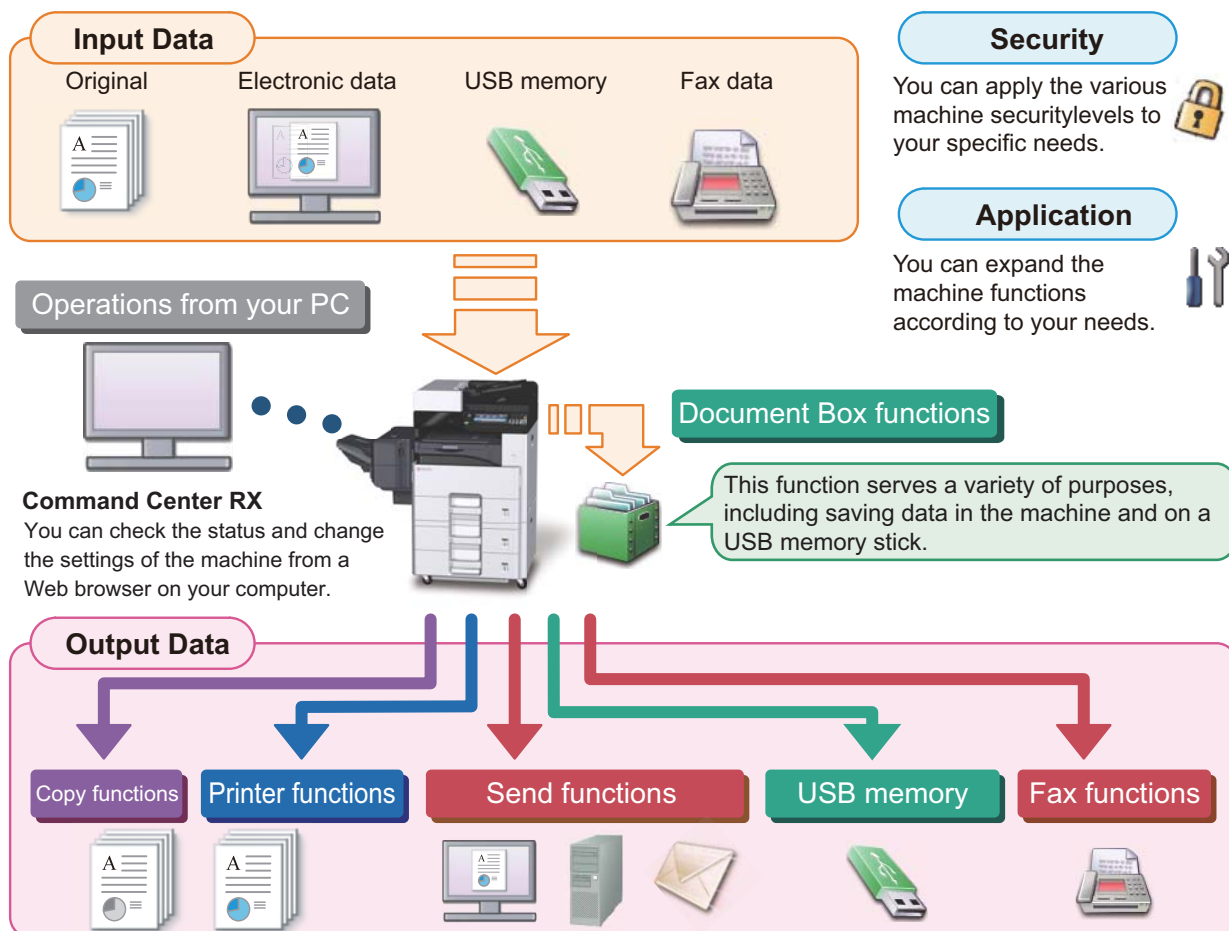 Input Data
Original
Electronic data
USB memory
Fax data
Security
You can apply the various
machine securitylevels to
your specific needs.
Application
You can expand the
machine functions
according to your needs.
Operations from your PC
Command Center RX
You can check the status and change
the settings of the machine from a
Web browser on your computer.
Document Box functions
This function serves a variety of purposes,
including saving data in the machine and on a
USB memory stick.
Output Data
Copy functions
Printer functions
Send functions
USB memory
Fax functions
A
A
A
A
A